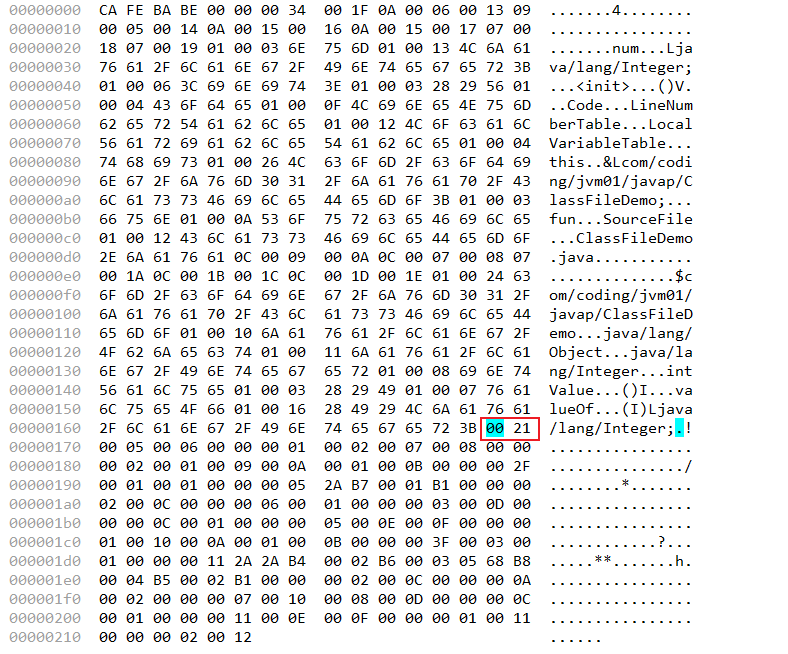 00000000 CA FE BA BE 00 00 00 34 00 1F 0A 00 06 00 13 09 .......4........
00000010 00 05 00 14 0A 00 15 00 16 0A 00 15 00 17 07 00 ................
00000020 18 07 00 19 01 00 03 6E 75 6D 01 00 13 4C 6A 61 .......num...Lja
00000030 76 61 2F 6C 61 6E 67 2F 49 6E 74 65 67 65 72 3B va/lang/Integer;
00000040 01 00 06 3C 69 6E 69 74 3E 01 00 03 28 29 56 01 ...<init>...()V.
00000050 00 04 43 6F 64 65 01 00 0F 4C 69 6E 65 4E 75 6D ..Code...LineNum
00000060 62 65 72 54 61 62 6C 65 01 00 12 4C 6F 63 61 6C berTable...Local
00000070 56 61 72 69 61 62 6C 65 54 61 62 6C 65 01 00 04 VariableTable...
00000080 74 68 69 73 01 00 26 4C 63 6F 6D 2F 63 6F 64 69 this..&Lcom/codi
00000090 6E 67 2F 6A 76 6D 30 31 2F 6A 61 76 61 70 2F 43 ng/jvm01/javap/C
000000a0 6C 61 73 73 46 69 6C 65 44 65 6D 6F 3B 01 00 03 lassFileDemo;...
000000b0 66 75 6E 01 00 0A 53 6F 75 72 63 65 46 69 6C 65 fun...SourceFile
000000c0 01 00 12 43 6C 61 73 73 46 69 6C 65 44 65 6D 6F ...ClassFileDemo
000000d0 2E 6A 61 76 61 0C 00 09 00 0A 0C 00 07 00 08 07 .java...........
000000e0 00 1A 0C 00 1B 00 1C 0C 00 1D 00 1E 01 00 24 63 ..............$c
000000f0 6F 6D 2F 63 6F 64 69 6E 67 2F 6A 76 6D 30 31 2F om/coding/jvm01/
00000100 6A 61 76 61 70 2F 43 6C 61 73 73 46 69 6C 65 44 javap/ClassFileD
00000110 65 6D 6F 01 00 10 6A 61 76 61 2F 6C 61 6E 67 2F emo...java/lang/
00000120 4F 62 6A 65 63 74 01 00 11 6A 61 76 61 2F 6C 61 Object...java/la
00000130 6E 67 2F 49 6E 74 65 67 65 72 01 00 08 69 6E 74 ng/Integer...int
00000140 56 61 6C 75 65 01 00 03 28 29 49 01 00 07 76 61 Value...()I...va
00000150 6C 75 65 4F 66 01 00 16 28 49 29 4C 6A 61 76 61 lueOf...(I)Ljava
00000160 2F 6C 61 6E 67 2F 49 6E 74 65 67 65 72 3B 00 21 /lang/Integer;.!
00000170 00 05 00 06 00 00 00 01 00 02 00 07 00 08 00 00 ................
00000180 00 02 00 01 00 09 00 0A 00 01 00 0B 00 00 00 2F .............../
00000190 00 01 00 01 00 00 00 05 2A B7 00 01 B1 00 00 00 ........*.......
000001a0 02 00 0C 00 00 00 06 00 01 00 00 00 03 00 0D 00 ................
000001b0 00 00 0C 00 01 00 00 00 05 00 0E 00 0F 00 00 00 ................
000001c0 01 00 10 00 0A 00 01 00 0B 00 00 00 3F 00 03 00 ............?...
000001d0 01 00 00 00 11 2A 2A B4 00 02 B6 00 03 05 68 B8 .....**.......h.
000001e0 00 04 B5 00 02 B1 00 00 00 02 00 0C 00 00 00 0A ................
000001f0 00 02 00 00 00 07 00 10 00 08 00 0D 00 00 00 0C ................
00000200 00 01 00 00 00 11 00 0E 00 0F 00 00 00 01 00 11 ................
00000210 00 00 00 02 00 12 ......